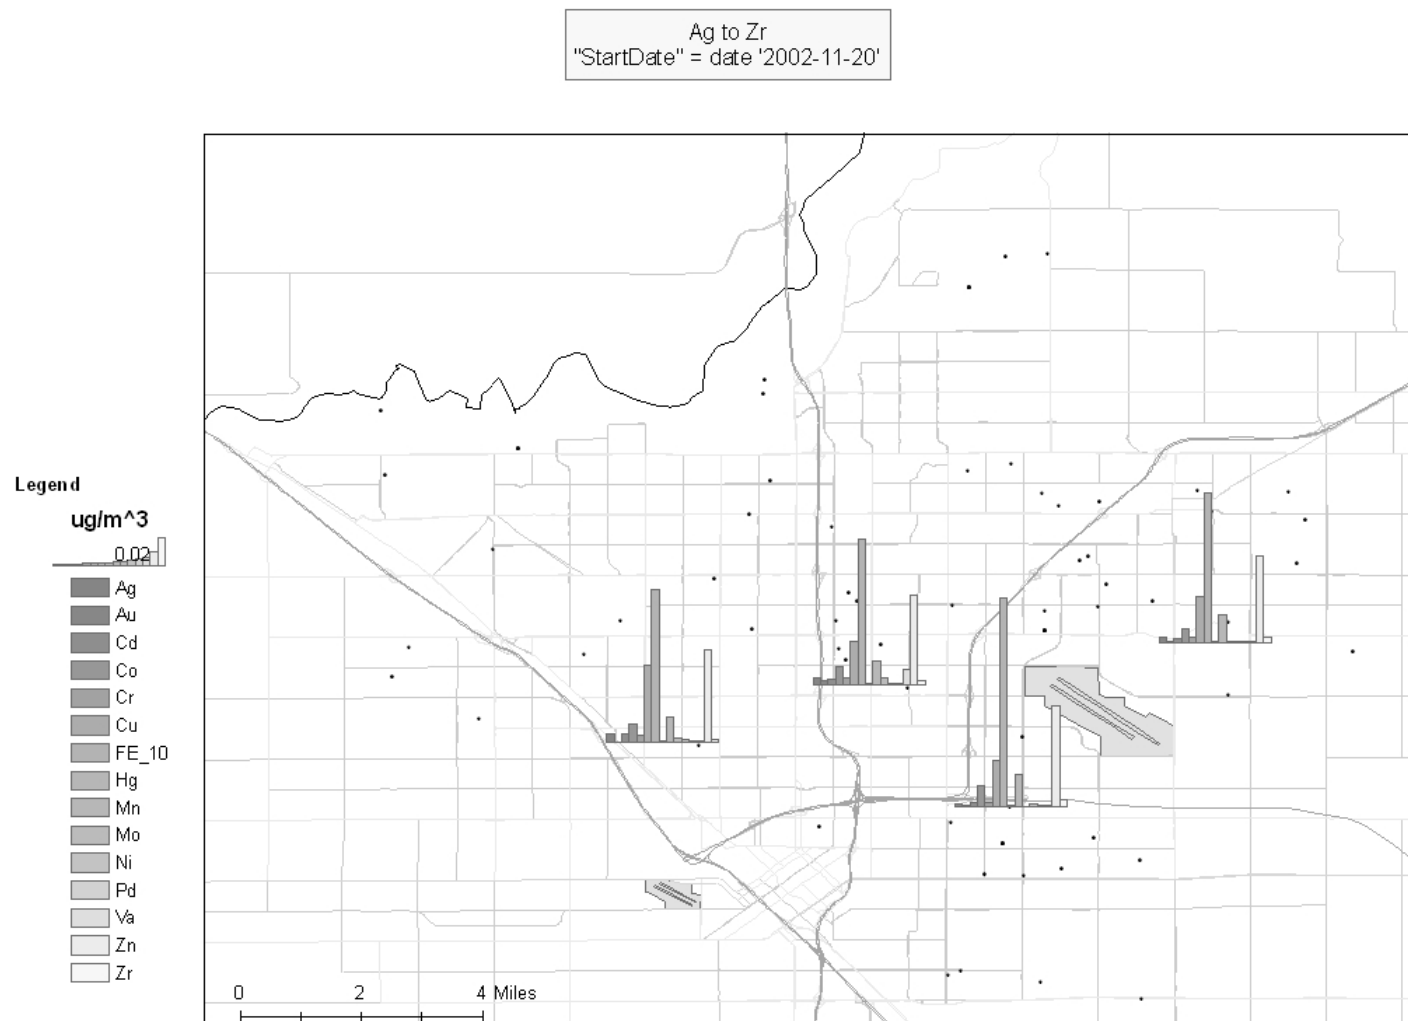 Ag to Zr
"StartDate" = date '2002-11-20'
Legend
ug/m^3
0.02
Ag
Au
Cd
Co
Cr
Cu
FE_10
Hg
Mn
Mo
Ni
Pd
Va
Zn
Zr
0 2 4 Miles